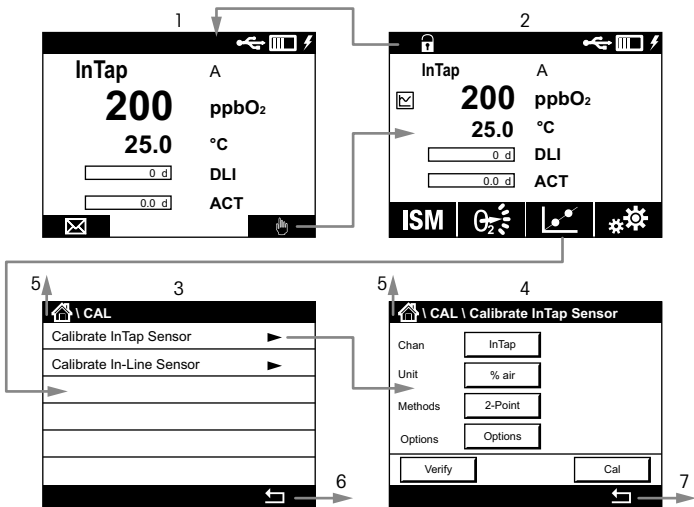 1
InTap A
200 ppbO₂
25.0 °C
0 d DLI
0.0 d ACT
2
InTap A
200 ppbO₂
25.0 °C
0 d DLI
0.0 d ACT
ISM O₂
5
3
\ CAL
Calibrate InTap Sensor
Calibrate In-Line Sensor
6
5
4
\ CAL \ Calibrate InTap Sensor
Chan InTap
Unit % air
Methods 2-Point
Options Options
Verify Cal
7